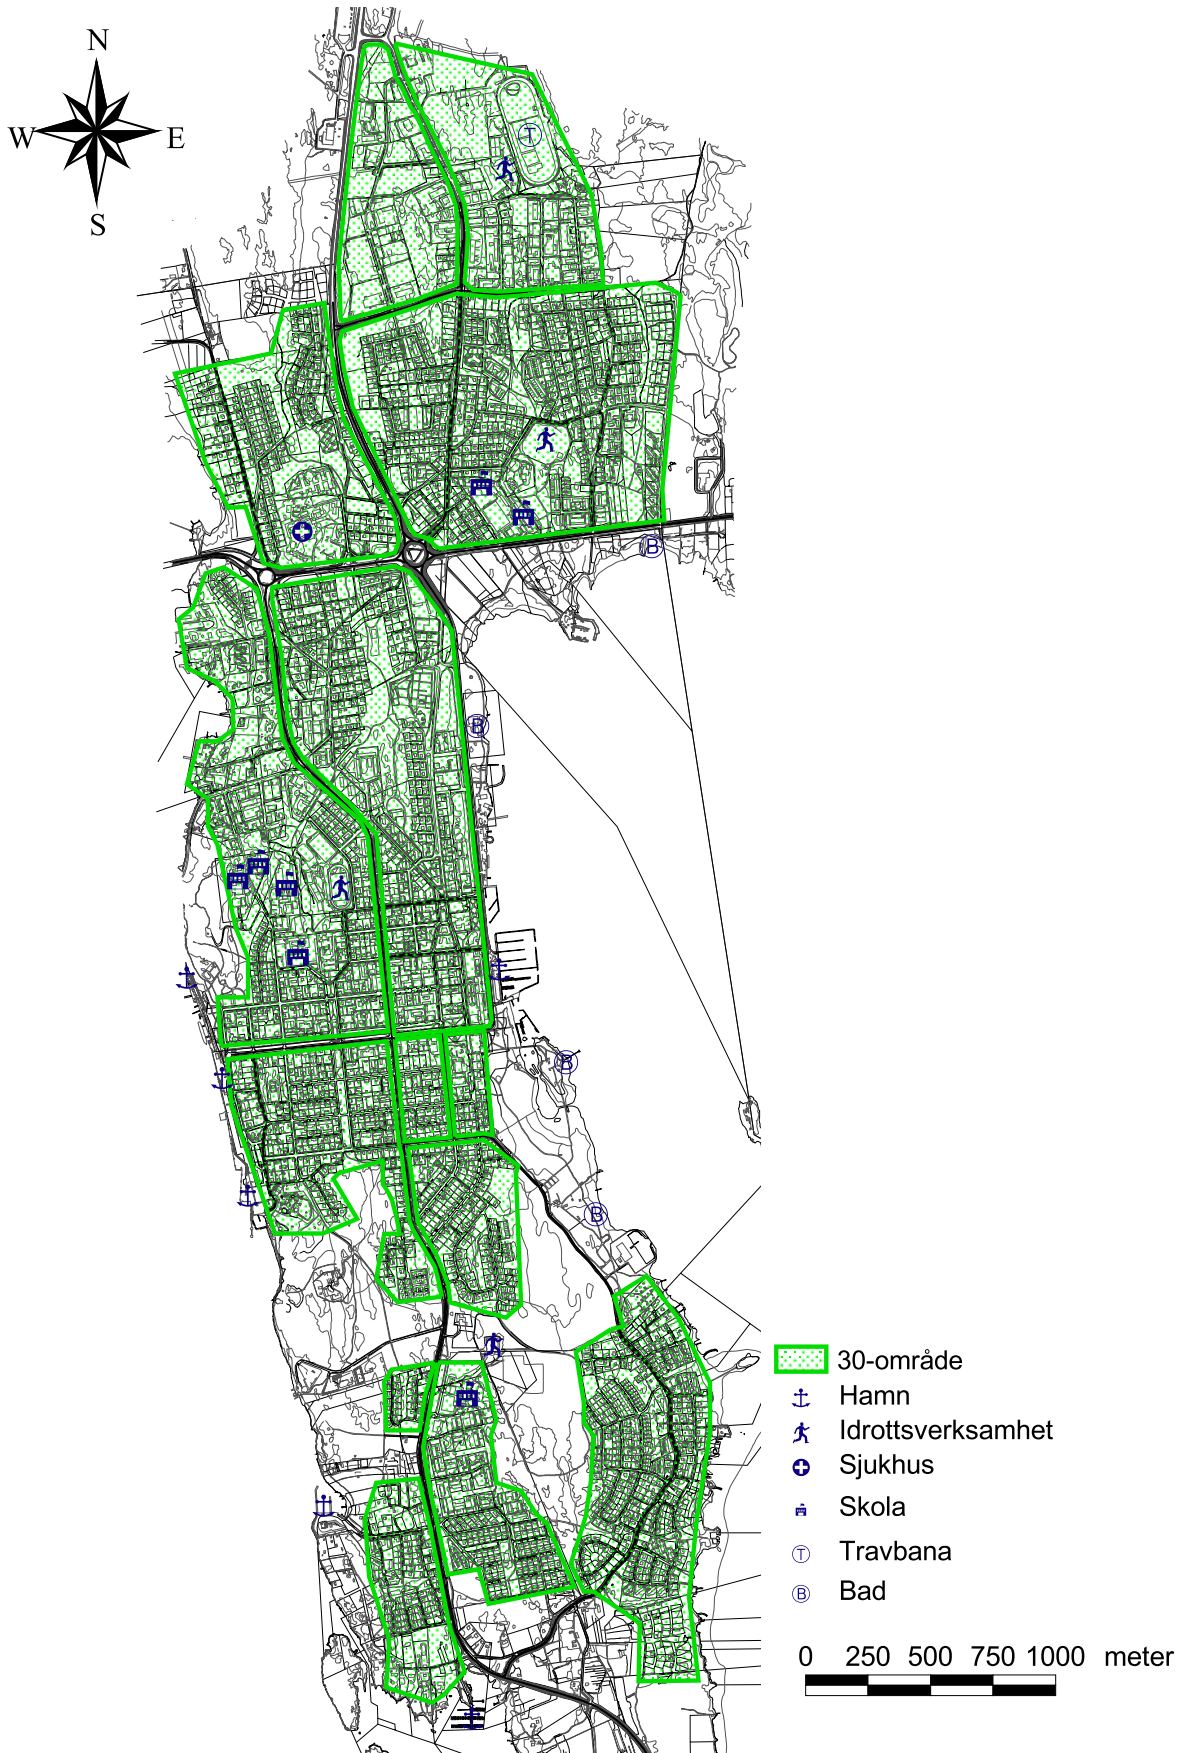 N
W E
S
T
B
B
B
B
30-område
Hamn
Idrottsverksamhet
Sjukhus
Skola
T Travbana
B Bad
0 250 500 750 1000 meter